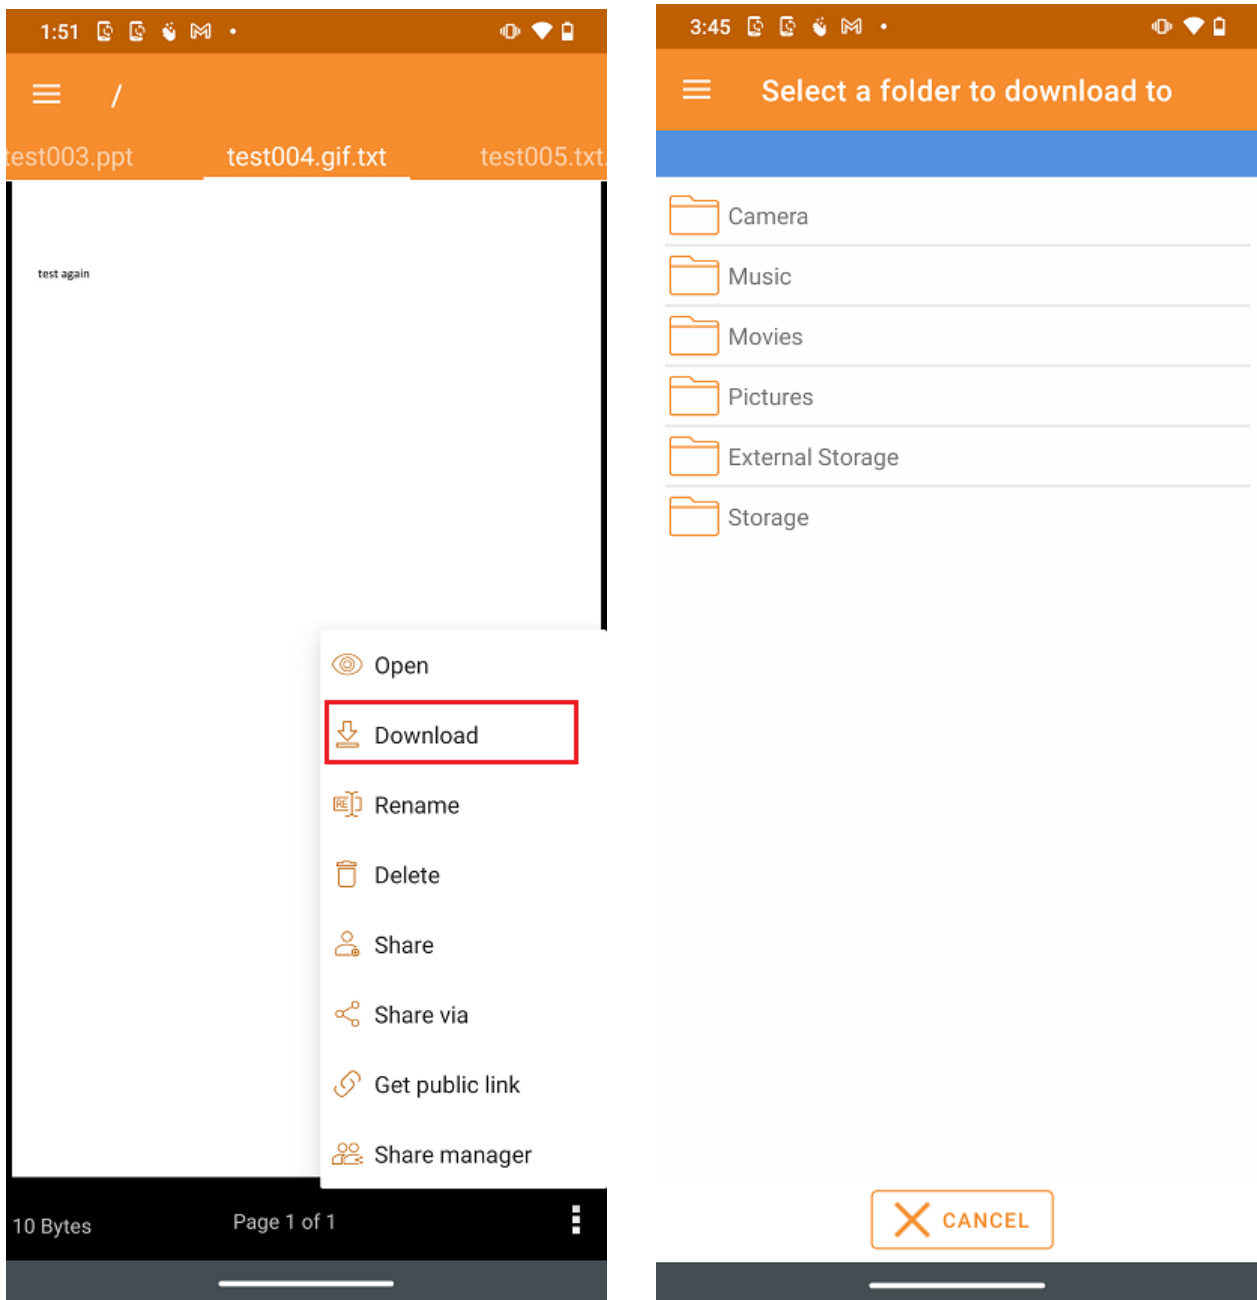 1:51
/
test003.ppt
test004.gif.txt
test005.txt.
test again
Open
Download
Rename
Delete
Share
Share via
Get public link
Share manager
10 Bytes
Page 1 of 1
3:45
Select a folder to download to
Camera
Music
Movies
Pictures
External Storage
Storage
CANCEL